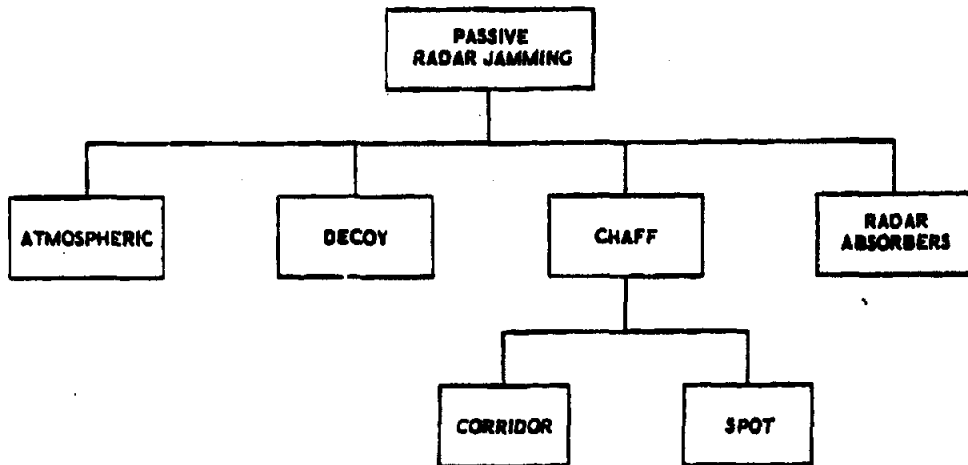 PASSIVE
RADAR JAMMING
ATMOSPHERIC
DECOY
CHAFF
RADAR
ABSORBERS
CORRIDOR
SPOT